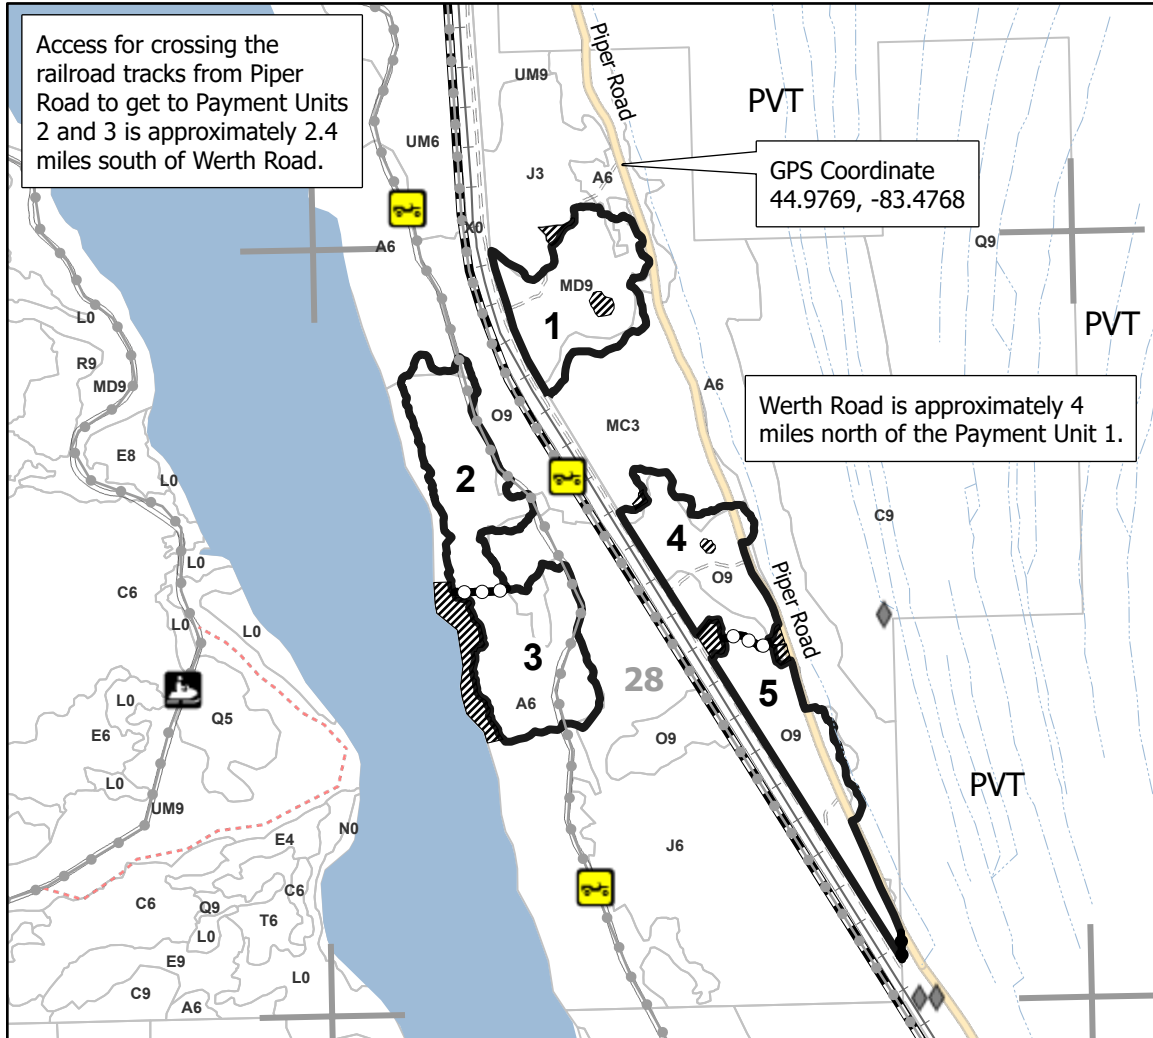 Access for crossing the
railroad tracks from Piper
Road to get to Payment Units
2 and 3 is approximately 2.4
miles south of Werth Road.
UM9
Piper Road
PVT
UM6
J3
A6
GPS Coordinate
44.9769, -83.4768
X0
A6
Q9
MD9
L0
1
PVT
R9
MD9
A6
Werth Road is approximately 4
miles north of the Payment Unit 1.
O9
MC3
E8
2
L0
C9
4
L0
C6
O9
Piper Road
L0
L0
3
28
5
L0
Q5
A6
E6
O9
O9
L0
PVT
UM9
N0
E4
J6
C6
C6
Q9
T6
L0
E9
L0
C9
A6